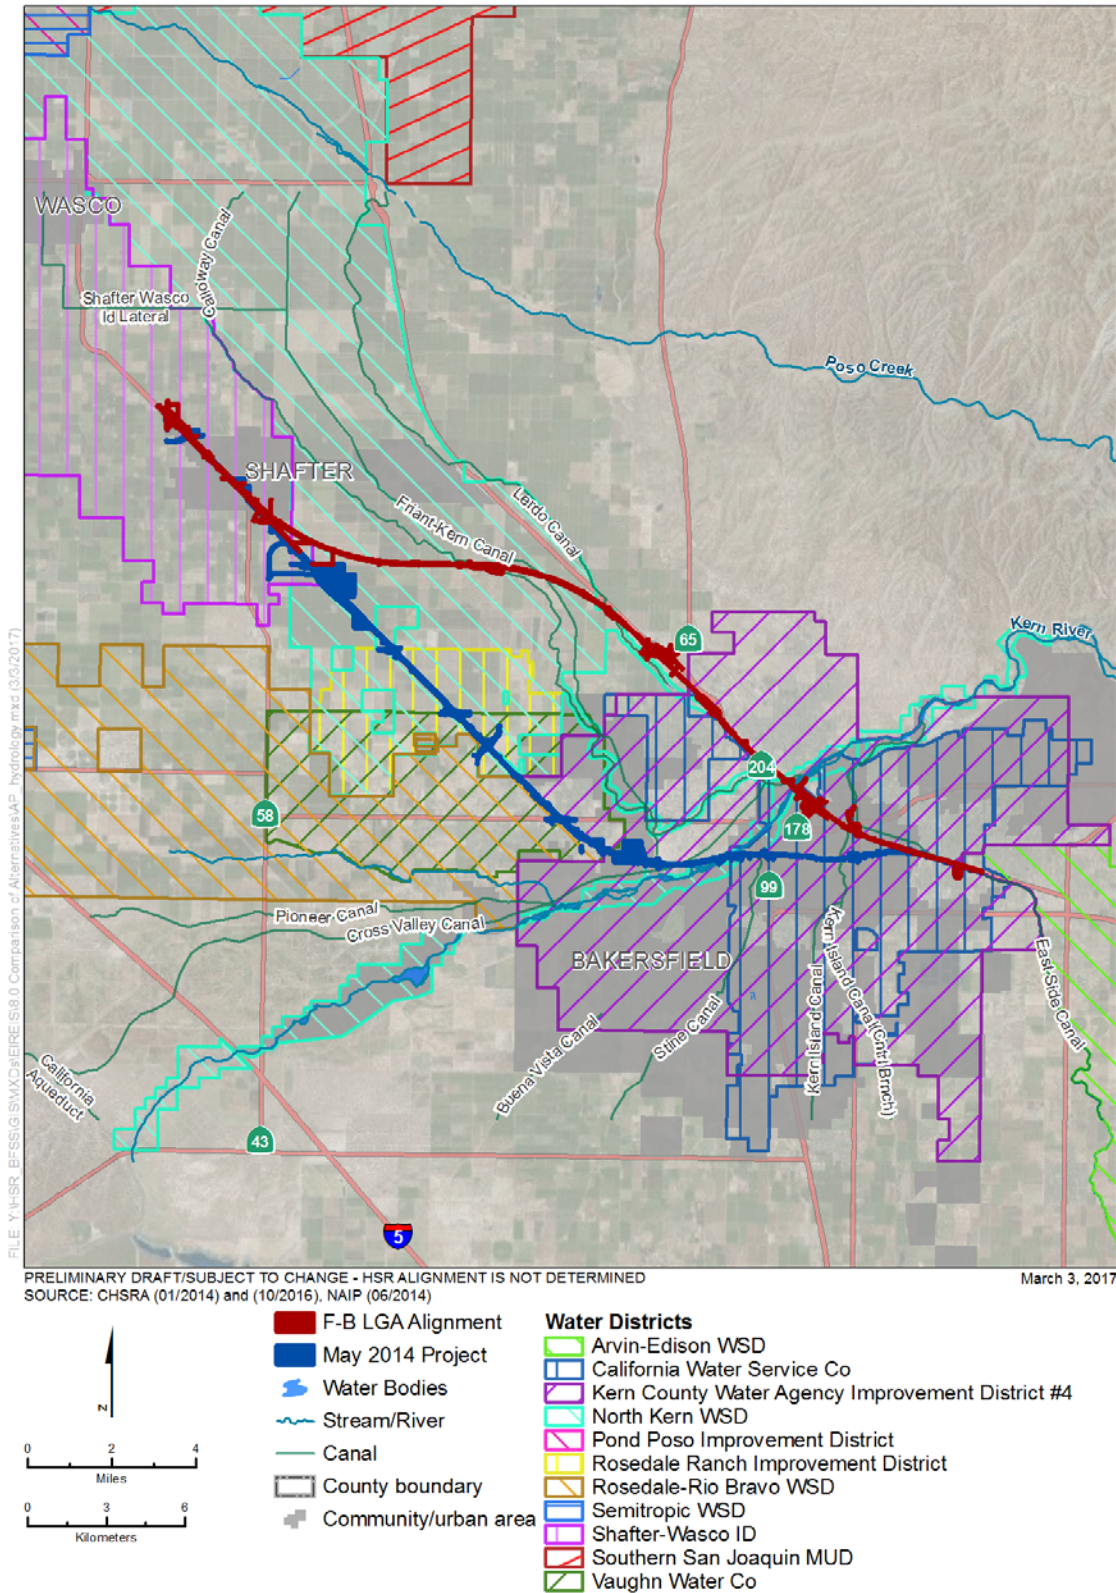 WASCO
Calloway Canal
Shafter Wasco
Id Lateral
Poso Creek
SHAFTER
Friant-Kern Canal
Lerdo Canal
65
Kern River
204
58
178
99
Pioneer Canal
Cross Valley Canal
BAKERSFIELD
California
Aqueduct
Buena Vista Canal
Stine Canal
Kern Island Canal
Kern Island Canal(Cntrl Brnch)
East Side Canal
43
5
PRELIMINARY DRAFT/SUBJECT TO CHANGE - HSR ALIGNMENT IS NOT DETERMINED
SOURCE: CHSRA (01/2014) and (10/2016), NAIP (06/2014)
March 3, 2017
N
0 2 4
Miles
0 3 6
Kilometers
F-B LGA Alignment
May 2014 Project
Water Bodies
Stream/River
Canal
County boundary
Community/urban area
Water Districts
Arvin-Edison WSD
California Water Service Co
Kern County Water Agency Improvement District #4
North Kern WSD
Pond Poso Improvement District
Rosedale Ranch Improvement District
Rosedale-Rio Bravo WSD
Semitropic WSD
Shafter-Wasco ID
Southern San Joaquin MUD
Vaughn Water Co